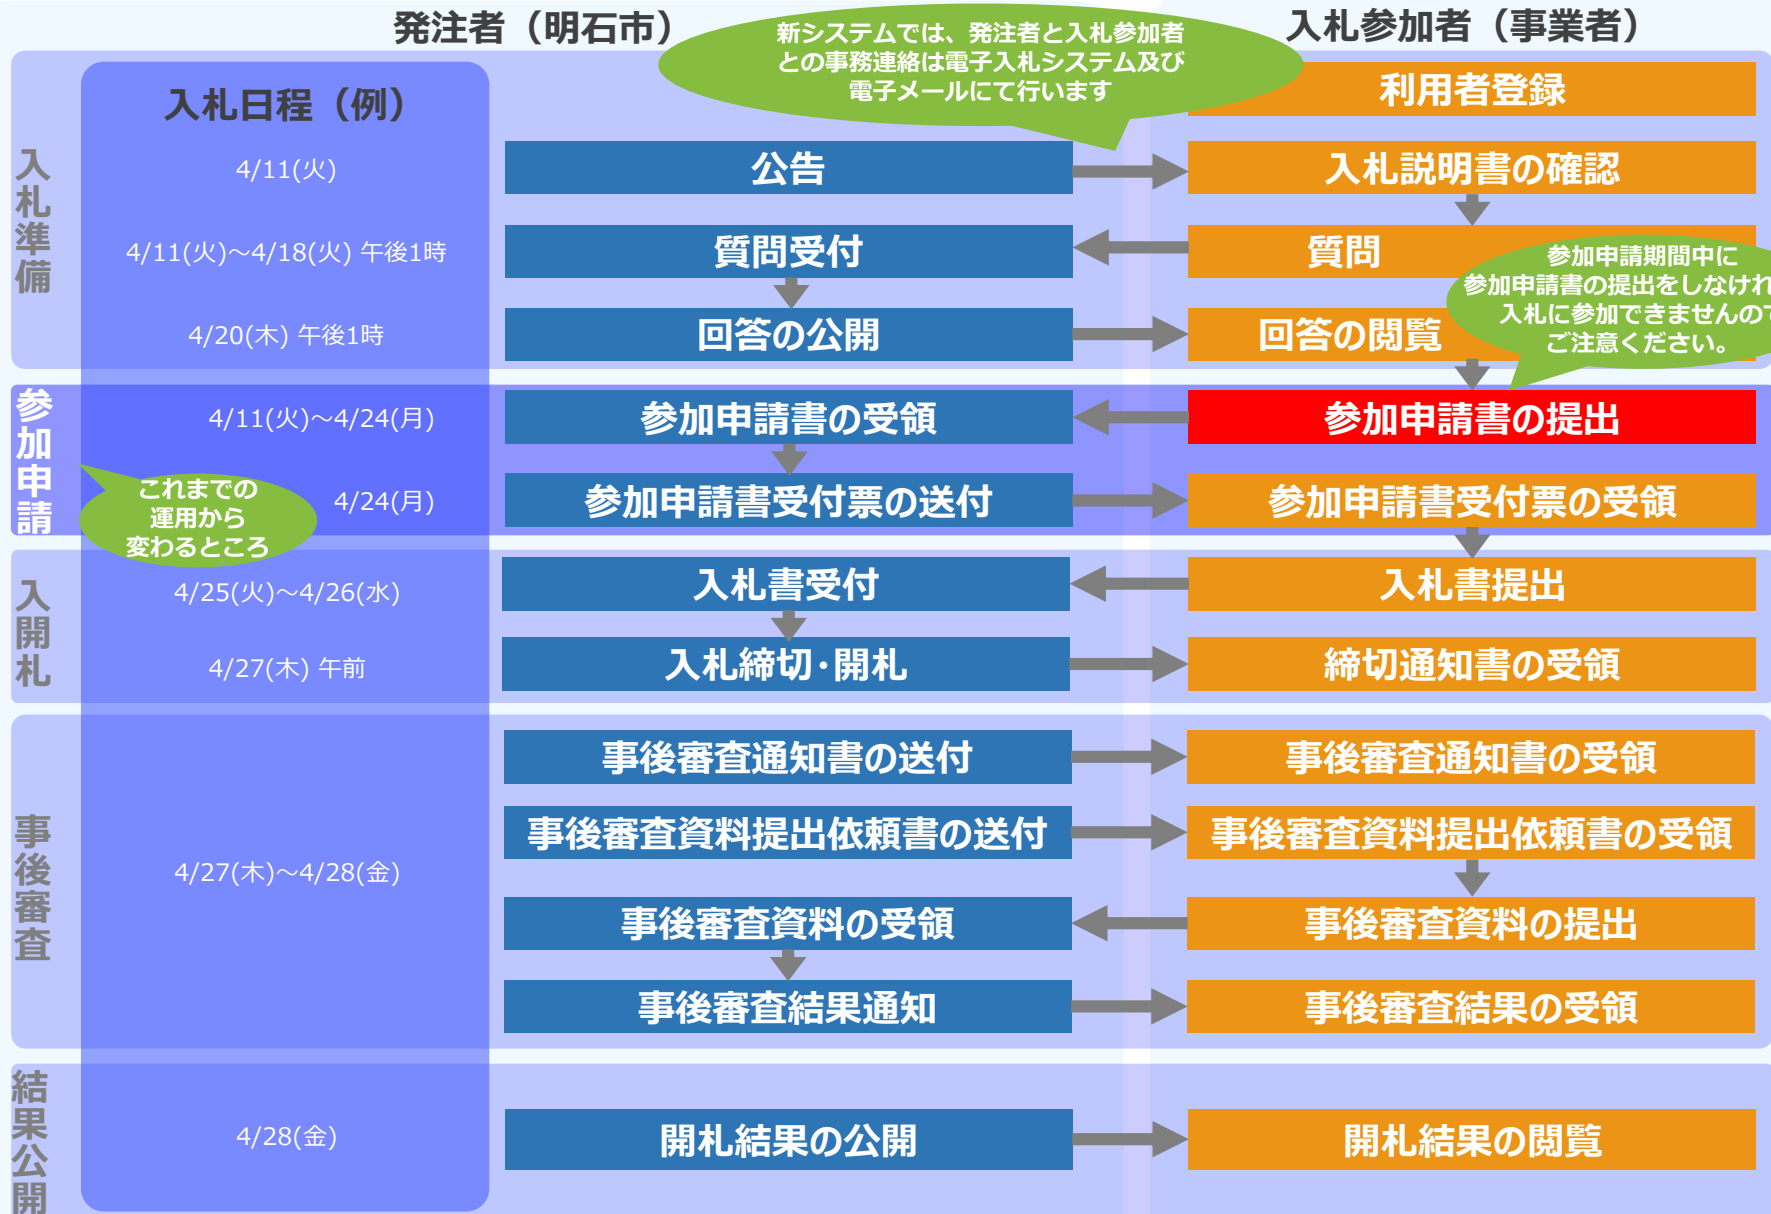 発注者（明石市）
入札参加者（事業者）
新システムでは、発注者と入札参加者
との事務連絡は電子入札システム及び
電子メールにて行います
入札日程（例）
利用者登録
入札準備
4/11(火)
公告
入札説明書の確認
4/11(火)～4/18(火) 午後1時
質問受付
質問
参加申請期間中に
参加申請書の提出をしなけれ
入札に参加できませんので
ご注意ください。
4/20(木) 午後1時
回答の公開
回答の閲覧
参加申請
4/11(火)～4/24(月)
参加申請書の受領
参加申請書の提出
これまでの
運用から
変わるところ
4/24(月)
参加申請書受付票の送付
参加申請書受付票の受領
入開札
4/25(火)～4/26(水)
入札書受付
入札書提出
4/27(木) 午前
入札締切・開札
締切通知書の受領
事後審査
4/27(木)～4/28(金)
事後審査通知書の送付
事後審査通知書の受領
事後審査資料提出依頼書の送付
事後審査資料提出依頼書の受領
事後審査資料の受領
事後審査資料の提出
事後審査結果通知
事後審査結果の受領
結果公開
4/28(金)
開札結果の公開
開札結果の閲覧